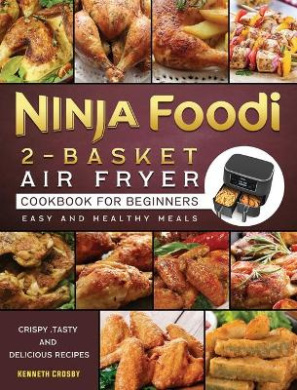 NINJA FOODI
2-BASKET
AIR FRYER
COOKBOOK FOR BEGINNERS
EASY AND HEALTHY MEALS
CRISPY ,TASTY
AND
DELICIOUS RECIPES
KENNETH CROSBY